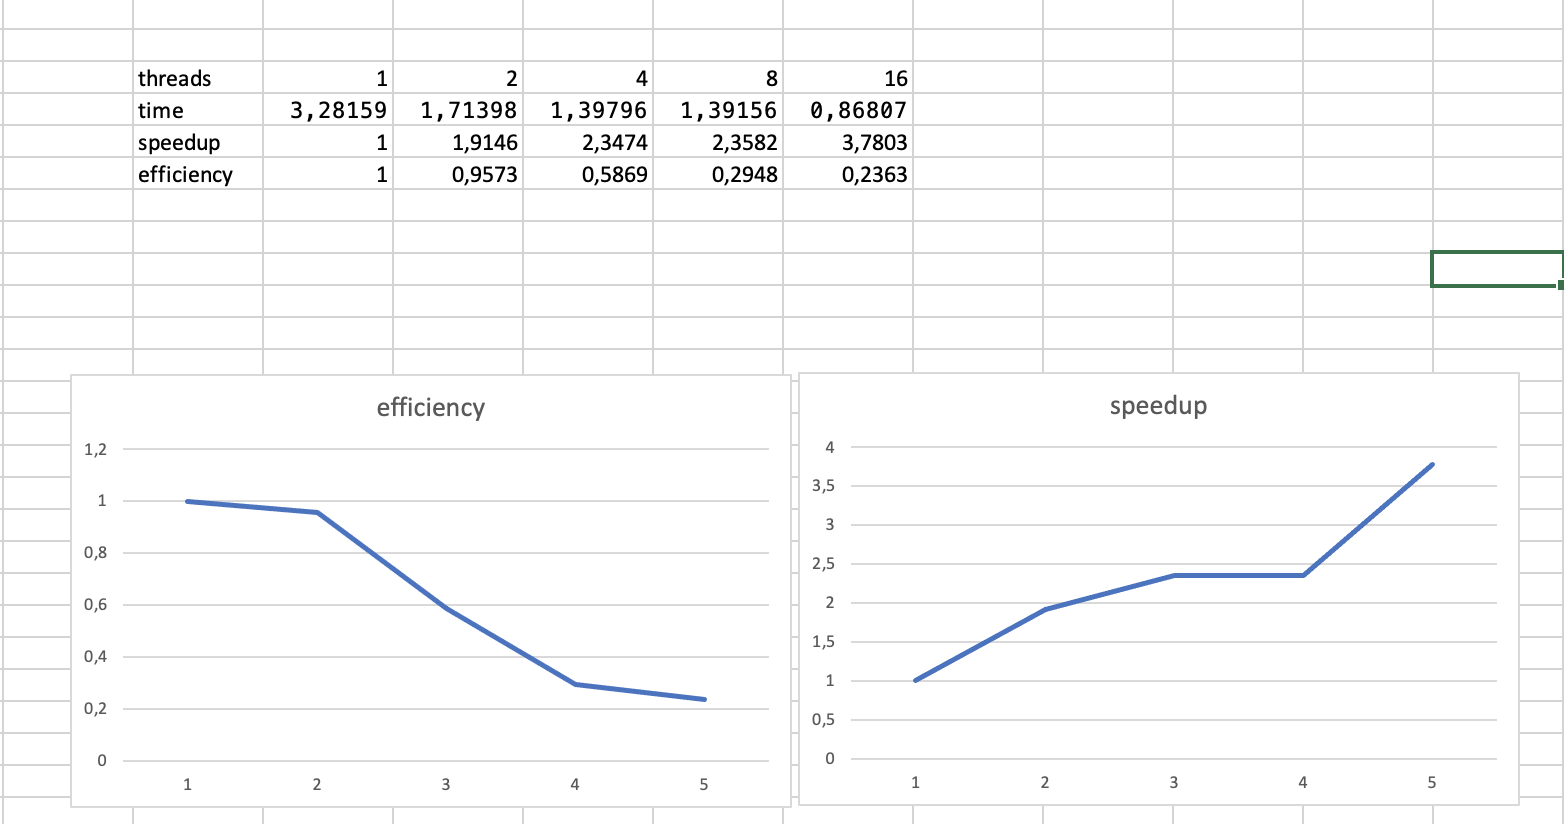 threads 1 2 4 8 16
time 3,28159 1,71398 1,39796 1,39156 0,86807
speedup 1 1,9146 2,3474 2,3582 3,7803
efficiency 1 0,9573 0,5869 0,2948 0,2363
efficiency
1,2
1
0,8
0,6
0,4
0,2
0
1 2 3 4 5
speedup
4
3,5
3
2,5
2
1,5
1
0,5
0
1 2 3 4 5